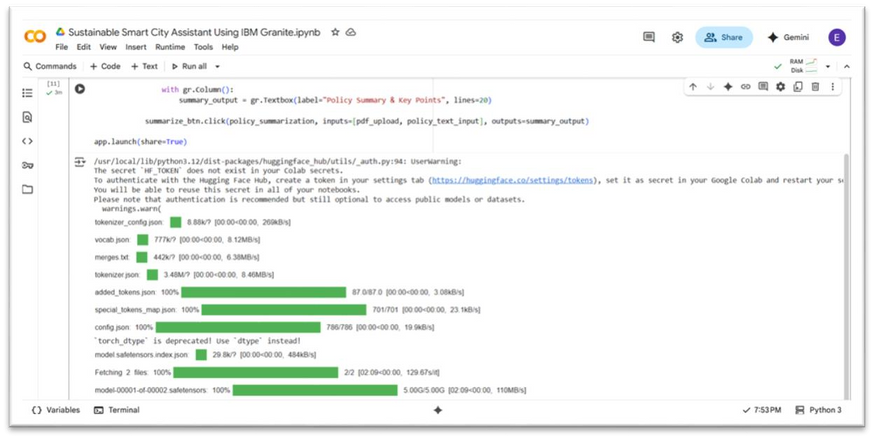 Sustainable Smart City Assistant Using IBM Granite.ipynb
File Edit View Insert Runtime Tools Help
Share
Gemini
E
Commands + Code + Text Run all
RAM
Disk
[11]
3m
with gr.Column():
summary_output = gr.Textbox(label="Policy Summary & Key Points", lines=20)
summarize_btn.click(policy_summarization, inputs=[pdf_upload, policy_text_input], outputs=summary_output)
app.launch(share=True)
/usr/local/lib/python3.12/dist-packages/huggingface_hub/utils/_auth.py:94: UserWarning:
The secret `HF_TOKEN` does not exist in your Colab secrets.
To authenticate with the Hugging Face Hub, create a token in your settings tab (https://huggingface.co/settings/tokens), set it as secret in your Google Colab and restart your s
You will be able to reuse this secret in all of your notebooks.
Please note that authentication is recommended but still optional to access public models or datasets.
warnings.warn(
tokenizer_config.json: 8.88k/? [00:00<00:00, 269kB/s]
vocab.json: 777k/? [00:00<00:00, 8.12MB/s]
merges.txt: 442k/? [00:00<00:00, 6.38MB/s]
tokenizer.json: 3.48M/? [00:00<00:00, 8.46MB/s]
added_tokens.json: 100% 87.0/87.0 [00:00<00:00, 3.08kB/s]
special_tokens_map.json: 100% 701/701 [00:00<00:00, 23.1kB/s]
config.json: 100% 786/786 [00:00<00:00, 19.9kB/s]
`torch_dtype` is deprecated! Use `dtype` instead!
model.safetensors.index.json: 29.8k/? [00:00<00:00, 484kB/s]
Fetching 2 files: 100% 2/2 [02:09<00:00, 129.67s/it]
model-00001-of-00002.safetensors: 100% 5.00G/5.00G [02:09<00:00, 110MB/s]
Variables Terminal 7:53 PM Python 3